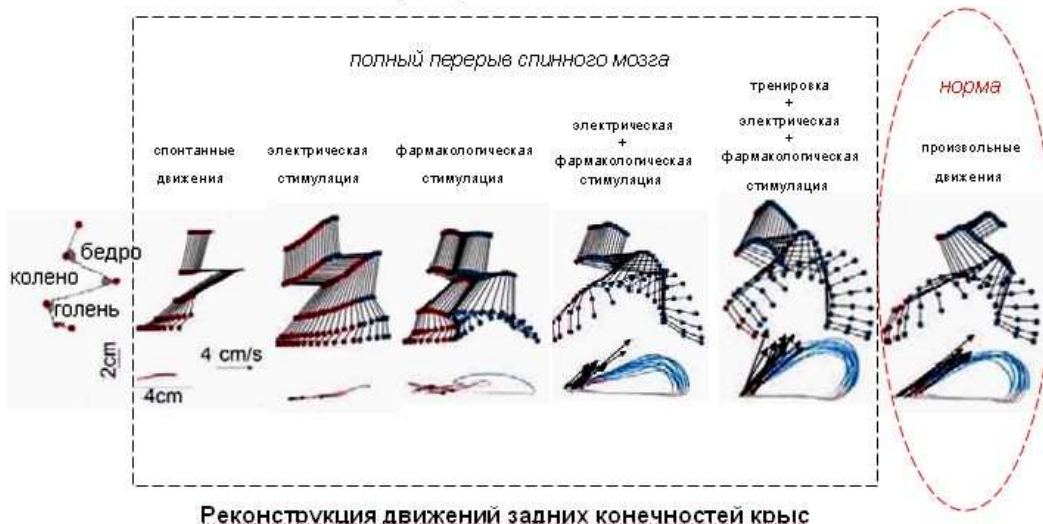 полный перерыв спинного мозга
норма
спонтанные
движения
электрическая
стимуляция
фармакологическая
стимуляция
электрическая
+
фармакологическая
стимуляция
тренировка
+
электрическая
+
фармакологическая
стимуляция
произвольные
движения
бедро
колено
голень
2cm
4 cm/s
4cm
Реконструкция движений задних конечностей крыс